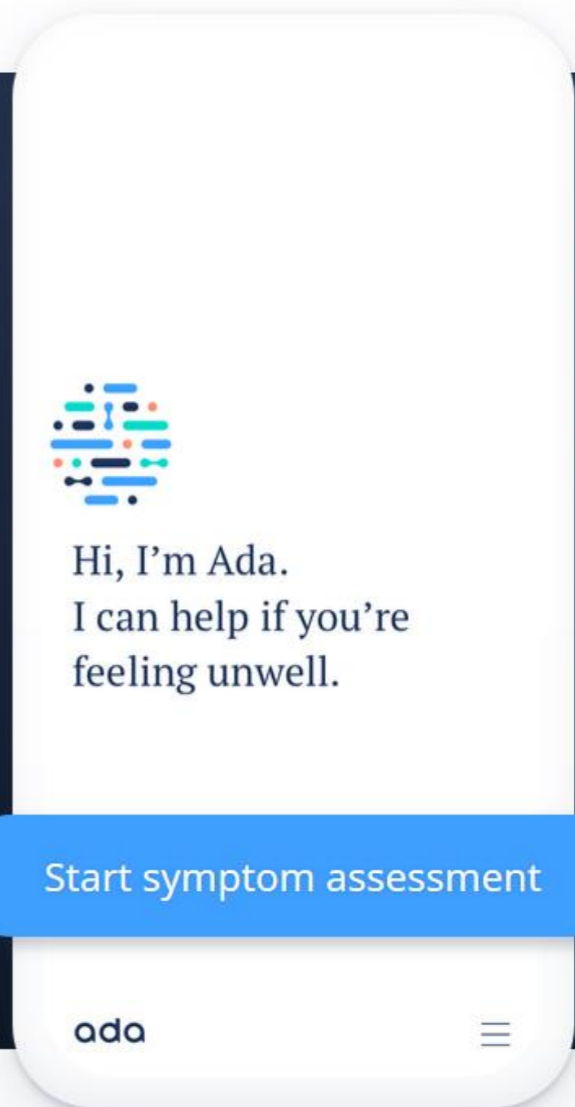 Hi, I’m Ada.
I can help if you’re
feeling unwell.
Start symptom assessment
ada